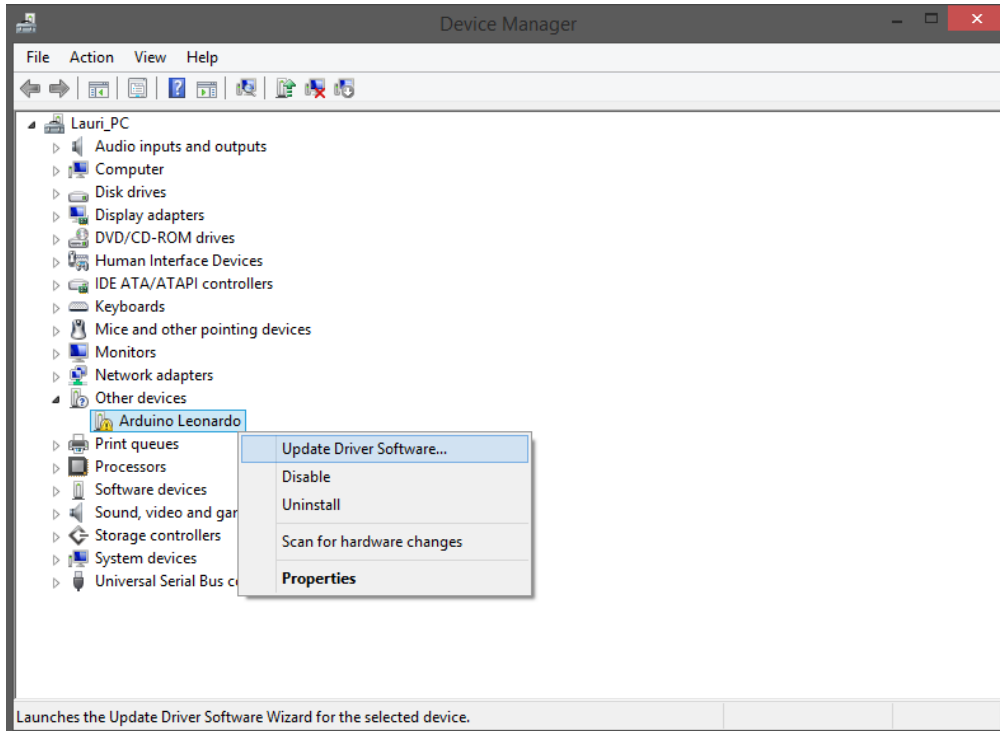 Device Manager
File Action View Help
Lauri_PC
Audio inputs and outputs
Computer
Disk drives
Display adapters
DVD/CD-ROM drives
Human Interface Devices
IDE ATA/ATAPI controllers
Keyboards
Mice and other pointing devices
Monitors
Network adapters
Other devices
Arduino Leonardo
Print queues
Processors
Software devices
Sound, video and gar
Storage controllers
System devices
Universal Serial Bus c
Update Driver Software...
Disable
Uninstall
Scan for hardware changes
Properties
Launches the Update Driver Software Wizard for the selected device.